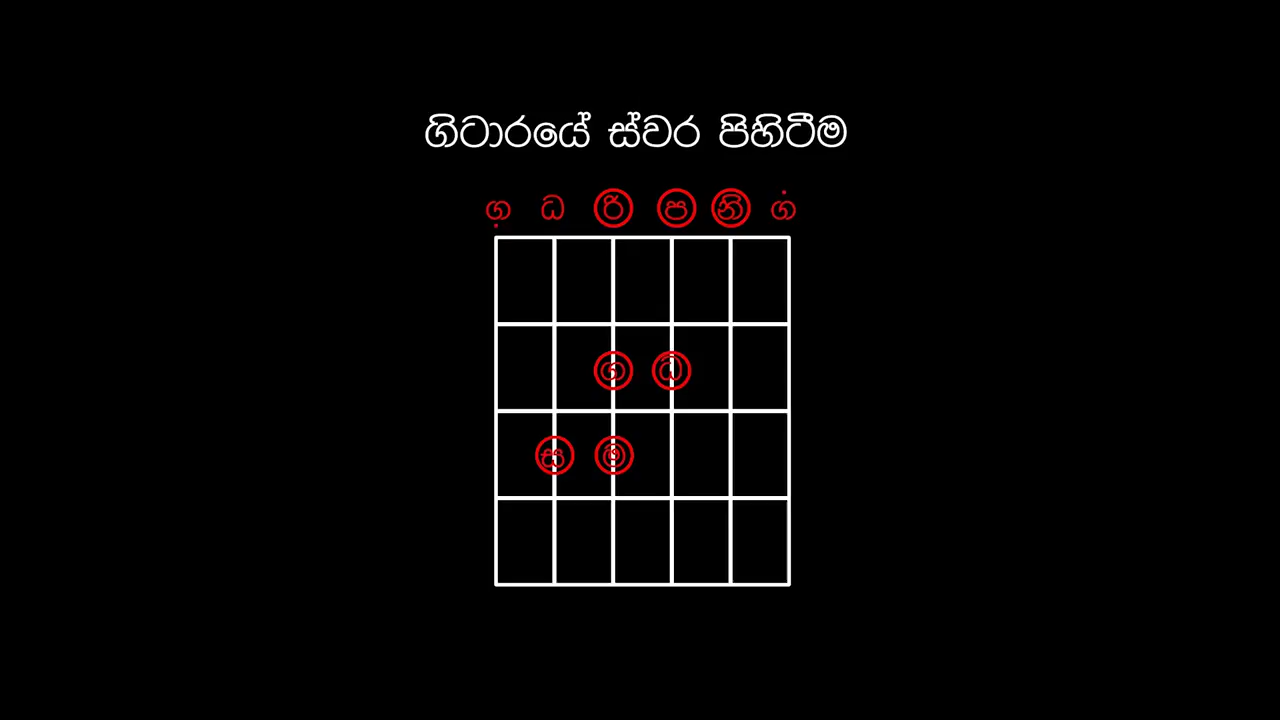 ගිටාරයේ ස්වර පිහිටීම
ග़ ධ රි ප නි ගं
ග ධ
ස ම